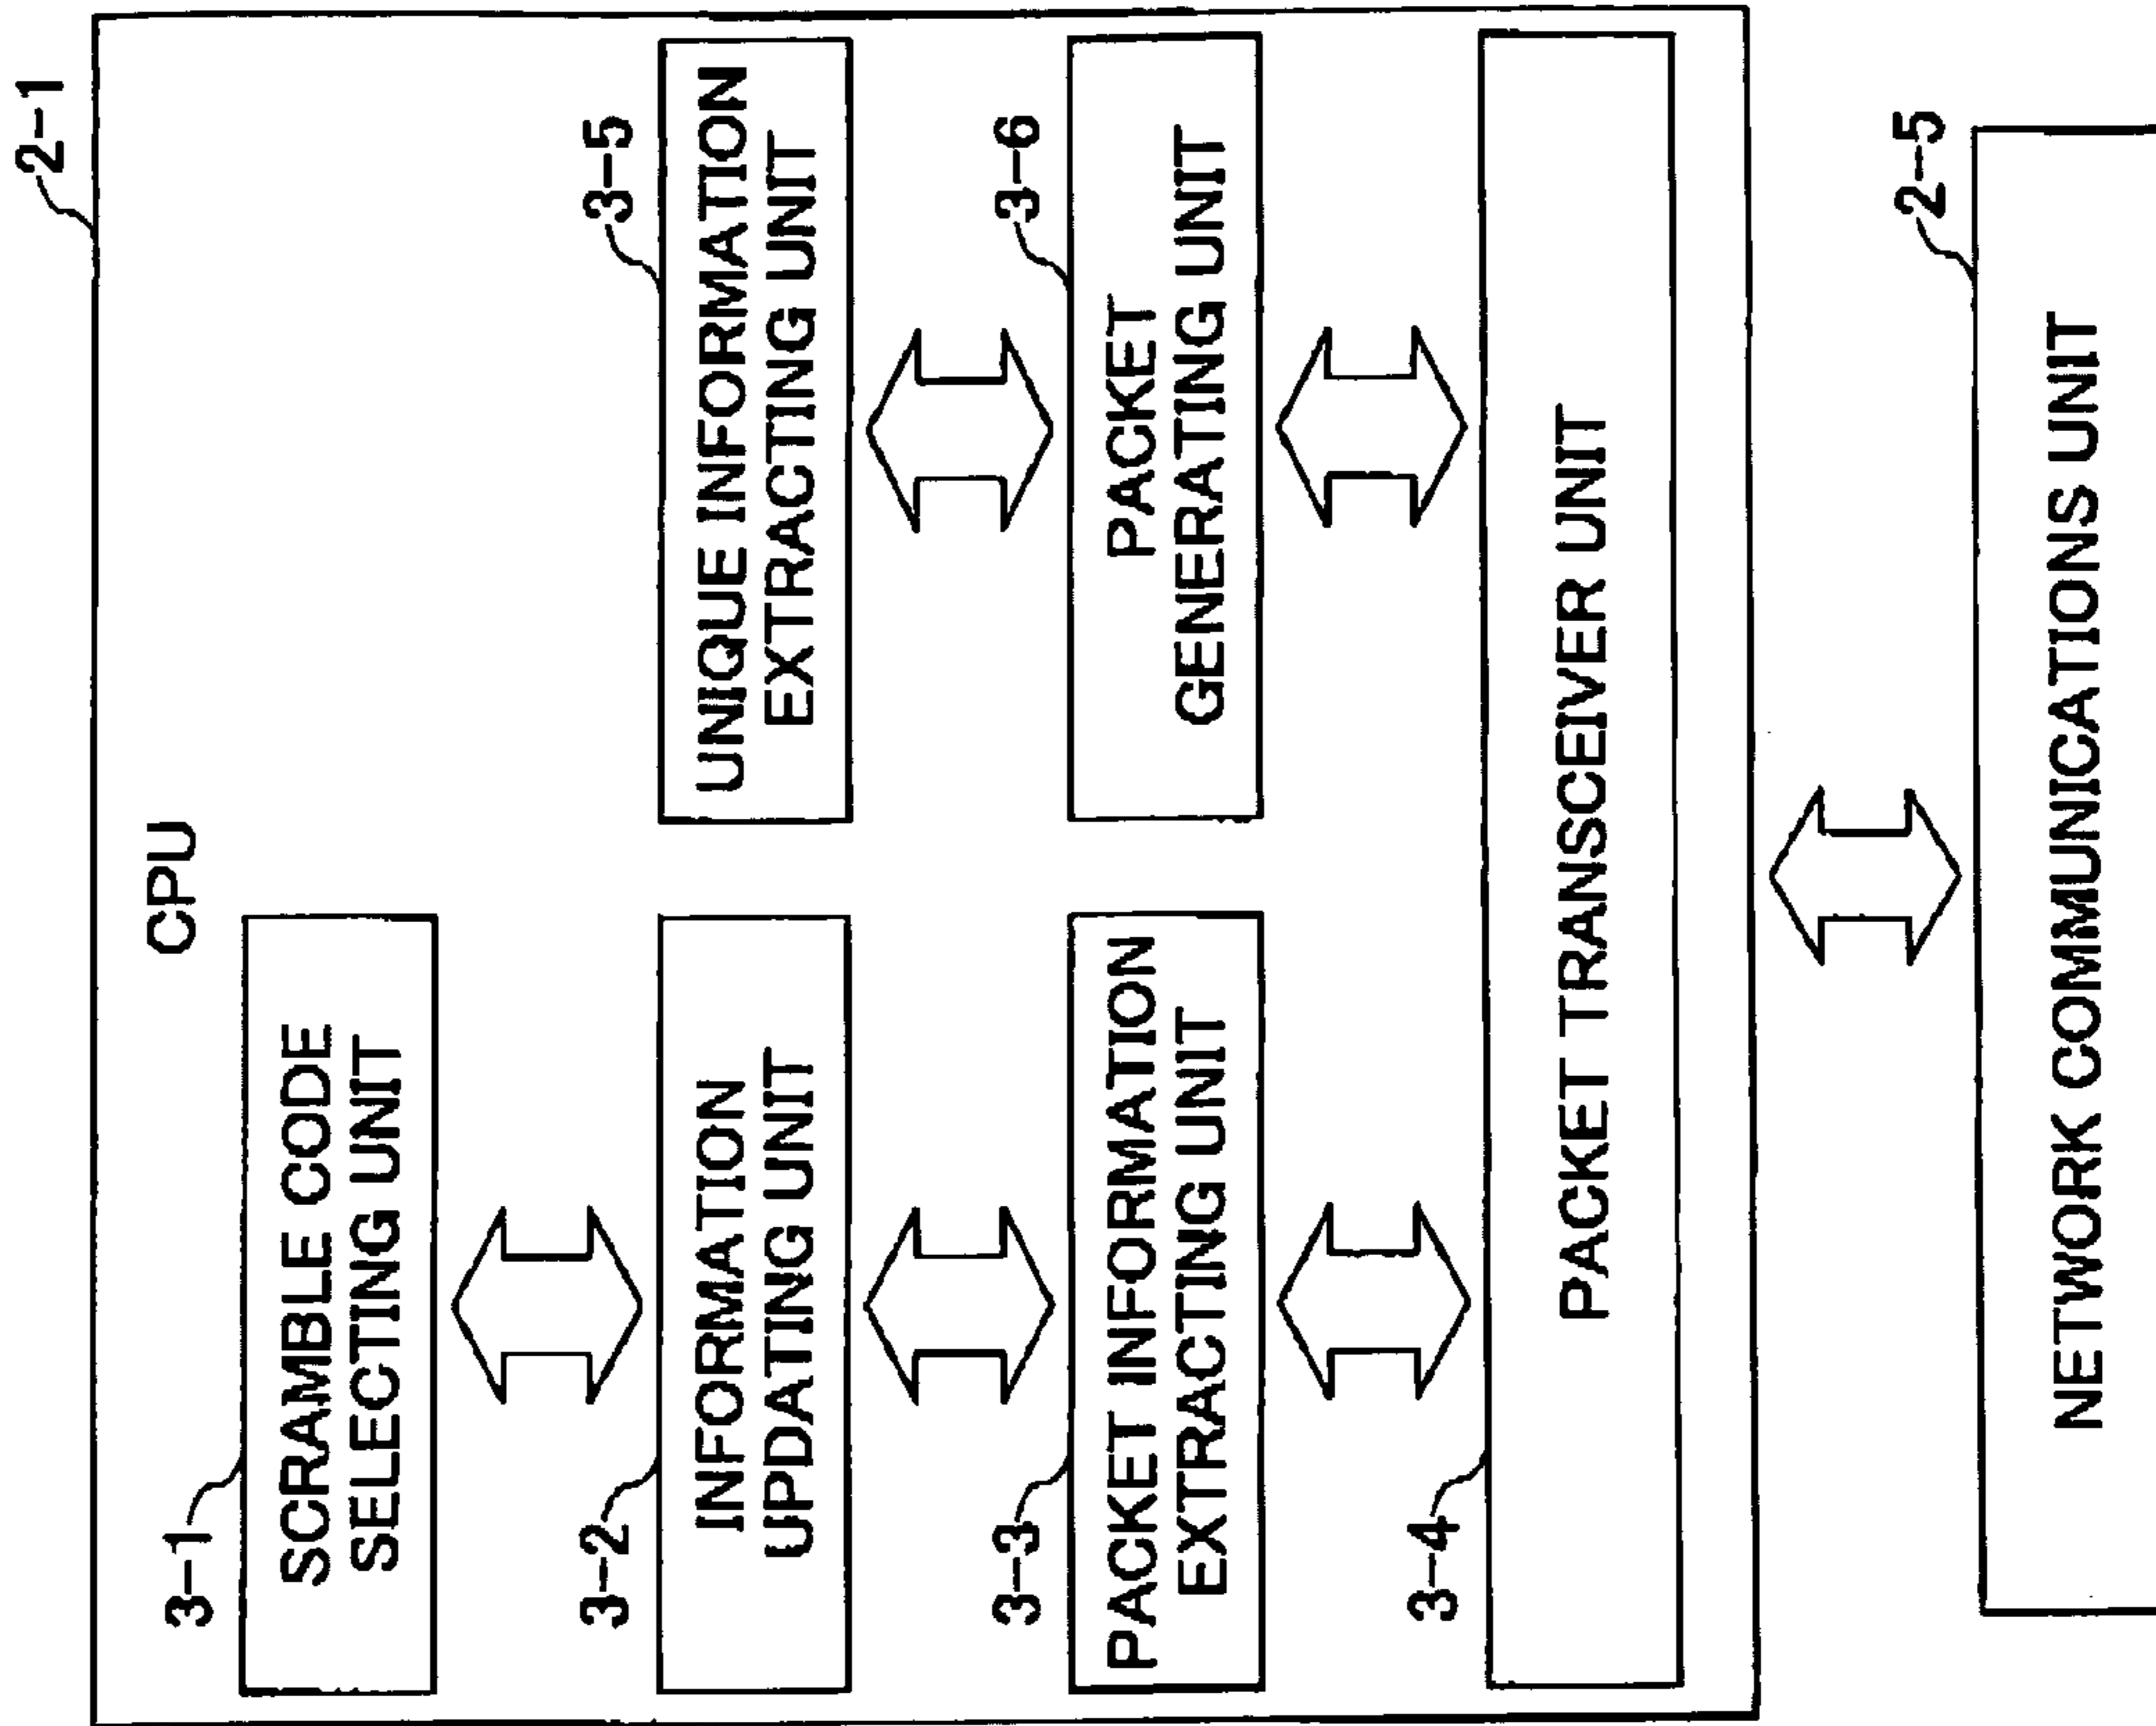 2-1
CPU
3-1
SCRAMBLE CODE
SELECTING UNIT
3-2
INFORMATION
UPDATING UNIT
3-5
UNIQUE INFORMATION
EXTRACTING UNIT
3-3
PACKET INFORMATION
EXTRACTING UNIT
3-6
PACKET
GENERATING UNIT
3-4
PACKET TRANSCEIVER UNIT
2-5
NETWORK COMMUNICATIONS UNIT